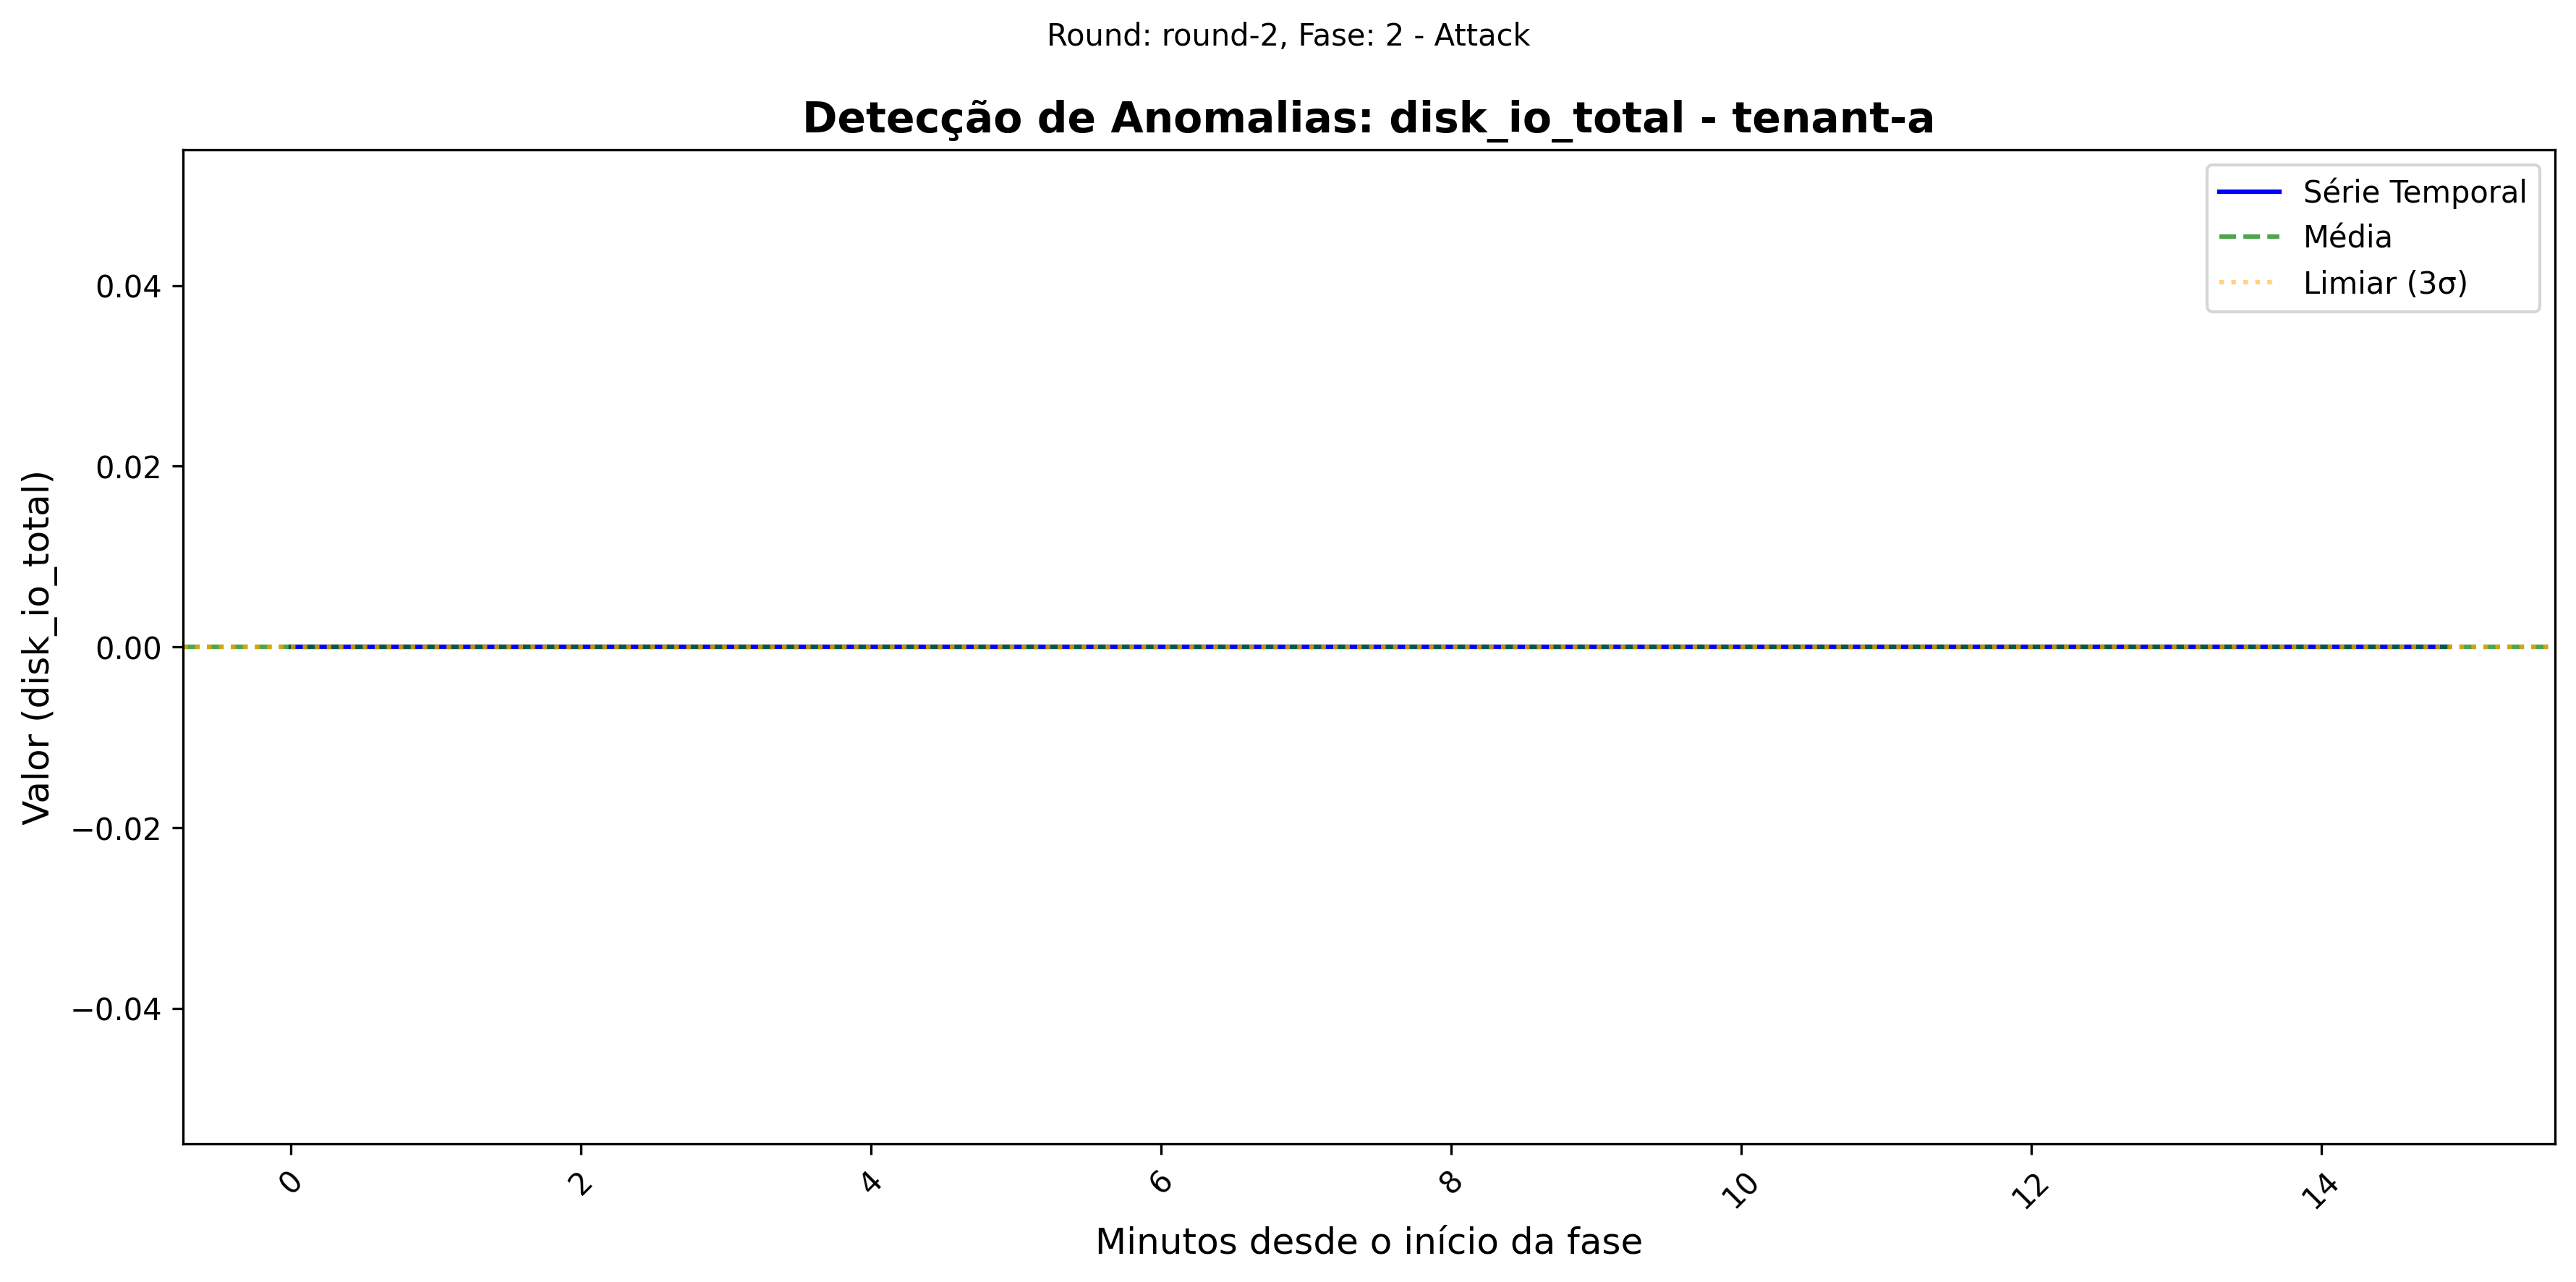 Round: round-2, Fase: 2 - Attack
Detecção de Anomalias: disk_io_total - tenant-a
Série Temporal
Média
Limiar (3σ)
Valor (disk_io_total)
0.04
0.02
0.00
−0.02
−0.04
0
2
4
6
8
10
12
14
Minutos desde o início da fase